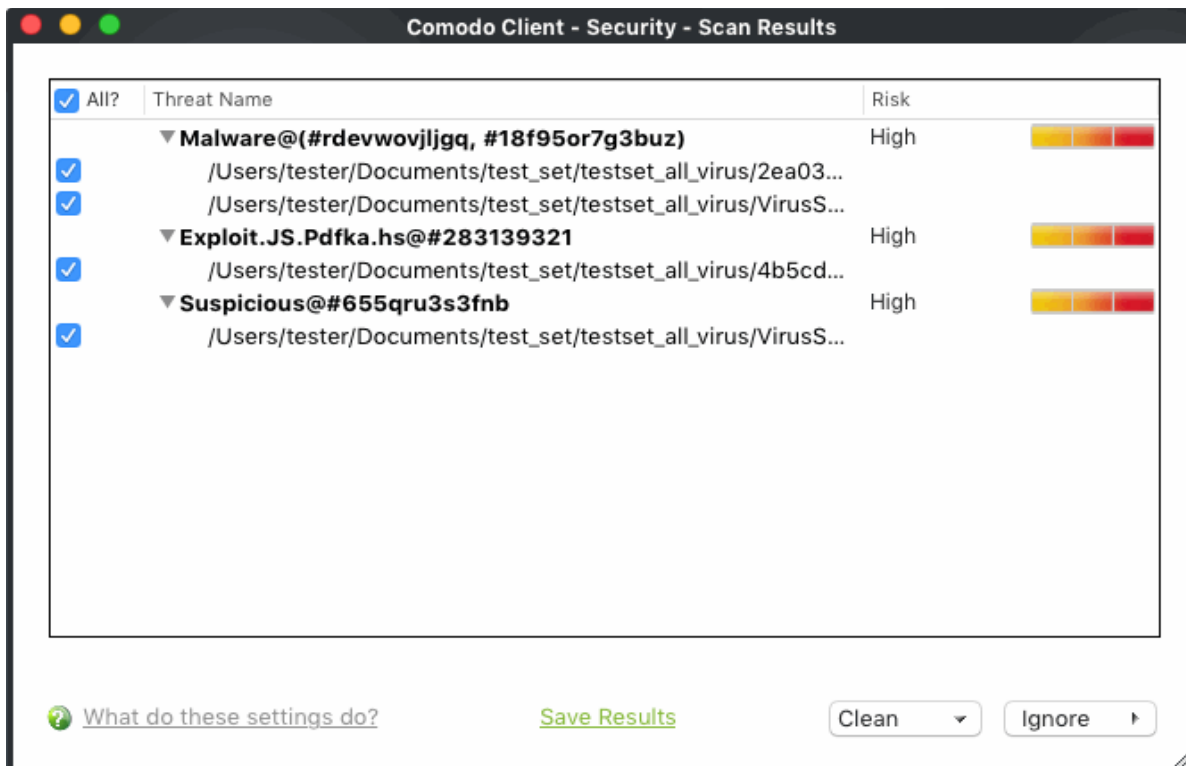 Comodo Client - Security - Scan Results
All? Threat Name Risk
Malware@(#rdevwovjljgq, #18f95or7g3buz) High
/Users/tester/Documents/test_set/testset_all_virus/2ea03...
/Users/tester/Documents/test_set/testset_all_virus/VirusS...
Exploit.JS.Pdfka.hs@#283139321 High
/Users/tester/Documents/test_set/testset_all_virus/4b5cd...
Suspicious@#655qru3s3fnb High
/Users/tester/Documents/test_set/testset_all_virus/VirusS...
What do these settings do? Save Results Clean Ignore